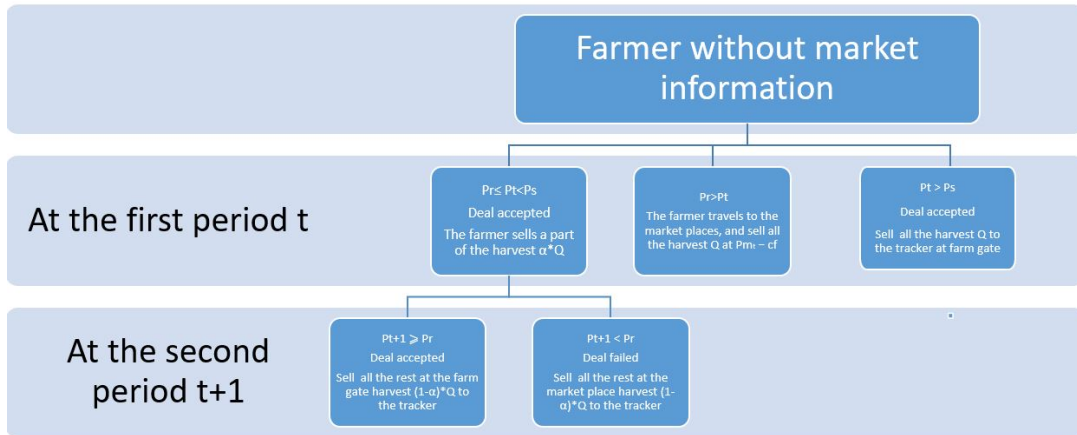 Farmer without market
information
At the first period t
Pr≤ Pt<Ps
Deal accepted
The farmer sells a part
of the harvest α*Q
Pr>Pt
The farmer travels to the
market places, and sell all
the harvest Q at Pmₜ – cf
Pt > Ps
Deal accepted
Sell all the harvest Q to
the tracker at farm gate
At the second
period t+1
Pt+1 ⩾ Pr
Deal accepted
Sell all the rest at the farm
gate harvest (1-α)*Q to
the tracker
Pt+1 < Pr
Deal failed
Sell all the rest at the
market place harvest (1-
α)*Q to the tracker